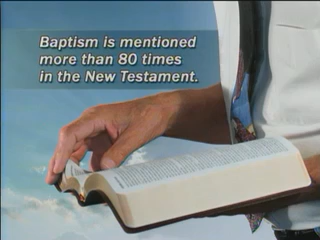 Baptism is mentioned
more than 80 times
in the New Testament.